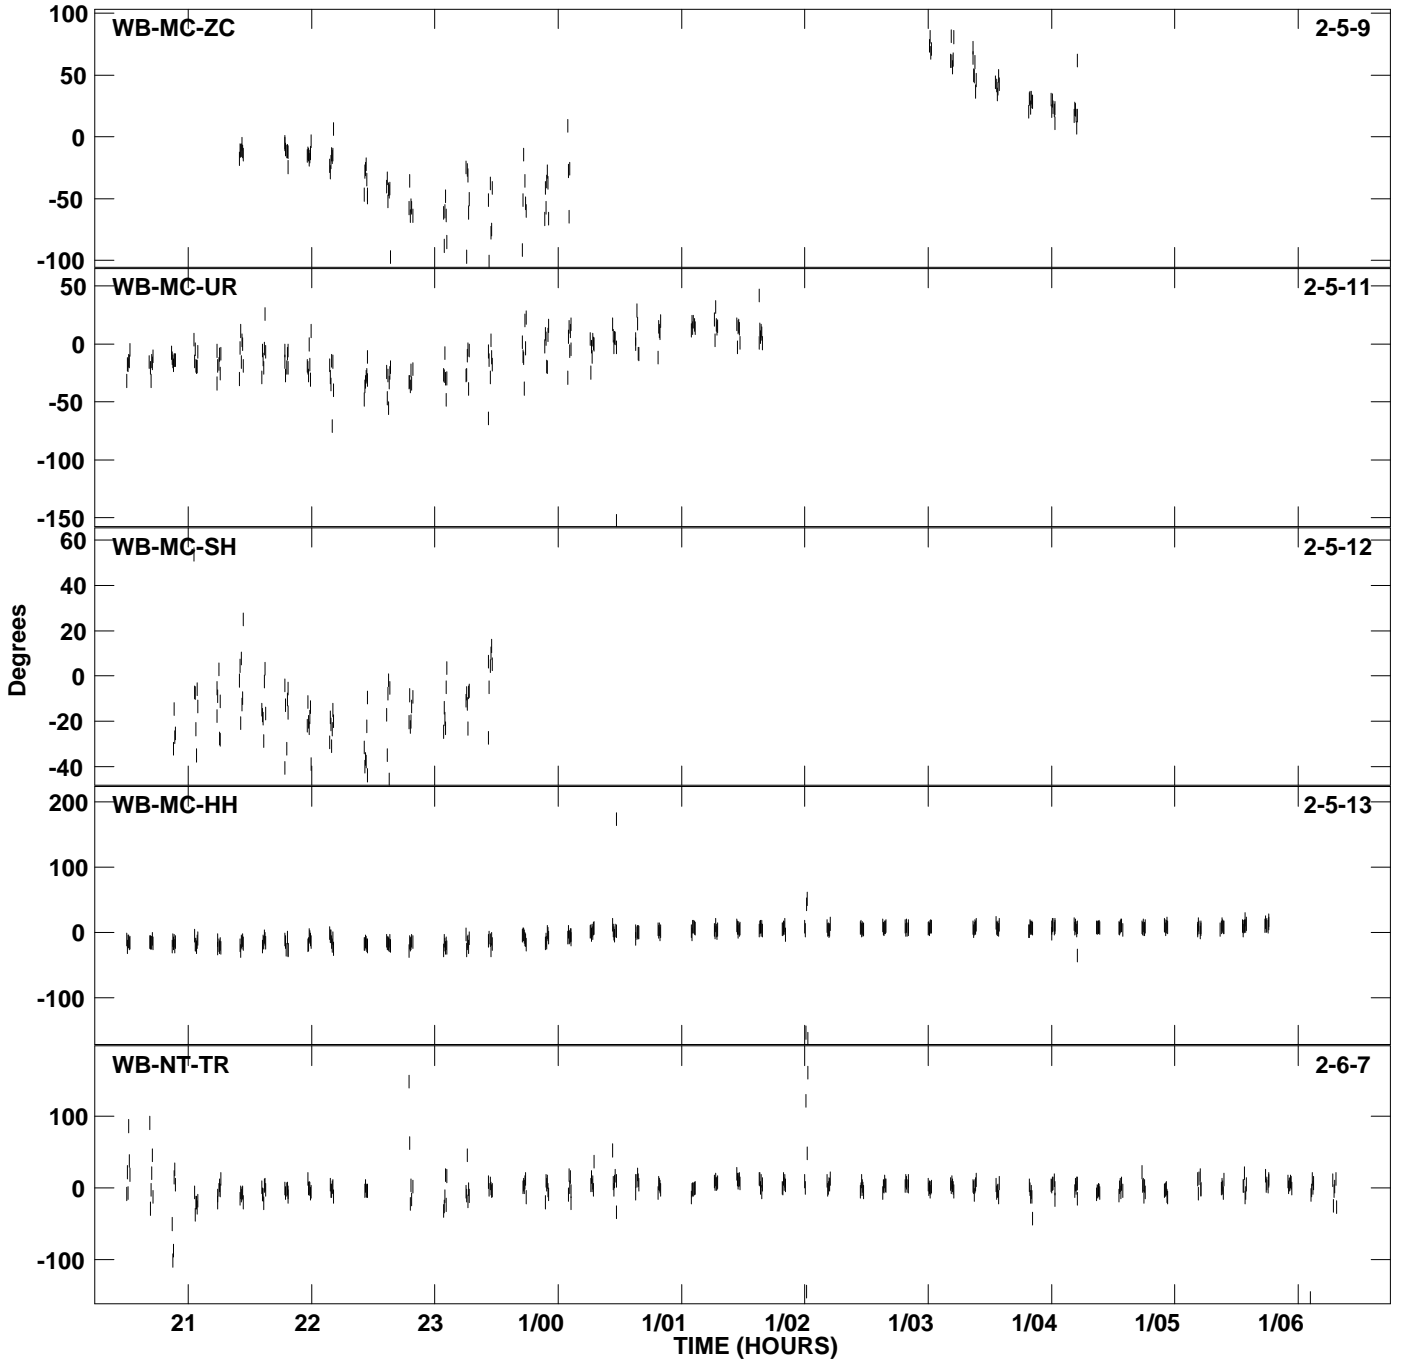 WB-MC-ZC 2-5-9
100
50
0
-50
-100
WB-MC-UR 2-5-11
50
0
-50
-100
-150
WB-MC-SH 2-5-12
60
40
20
0
-20
-40
WB-MC-HH 2-5-13
200
100
0
-100
WB-NT-TR 2-6-7
100
0
-100
Degrees
21 22 23 1/00 1/01 1/02 1/03 1/04 1/05 1/06
TIME (HOURS)